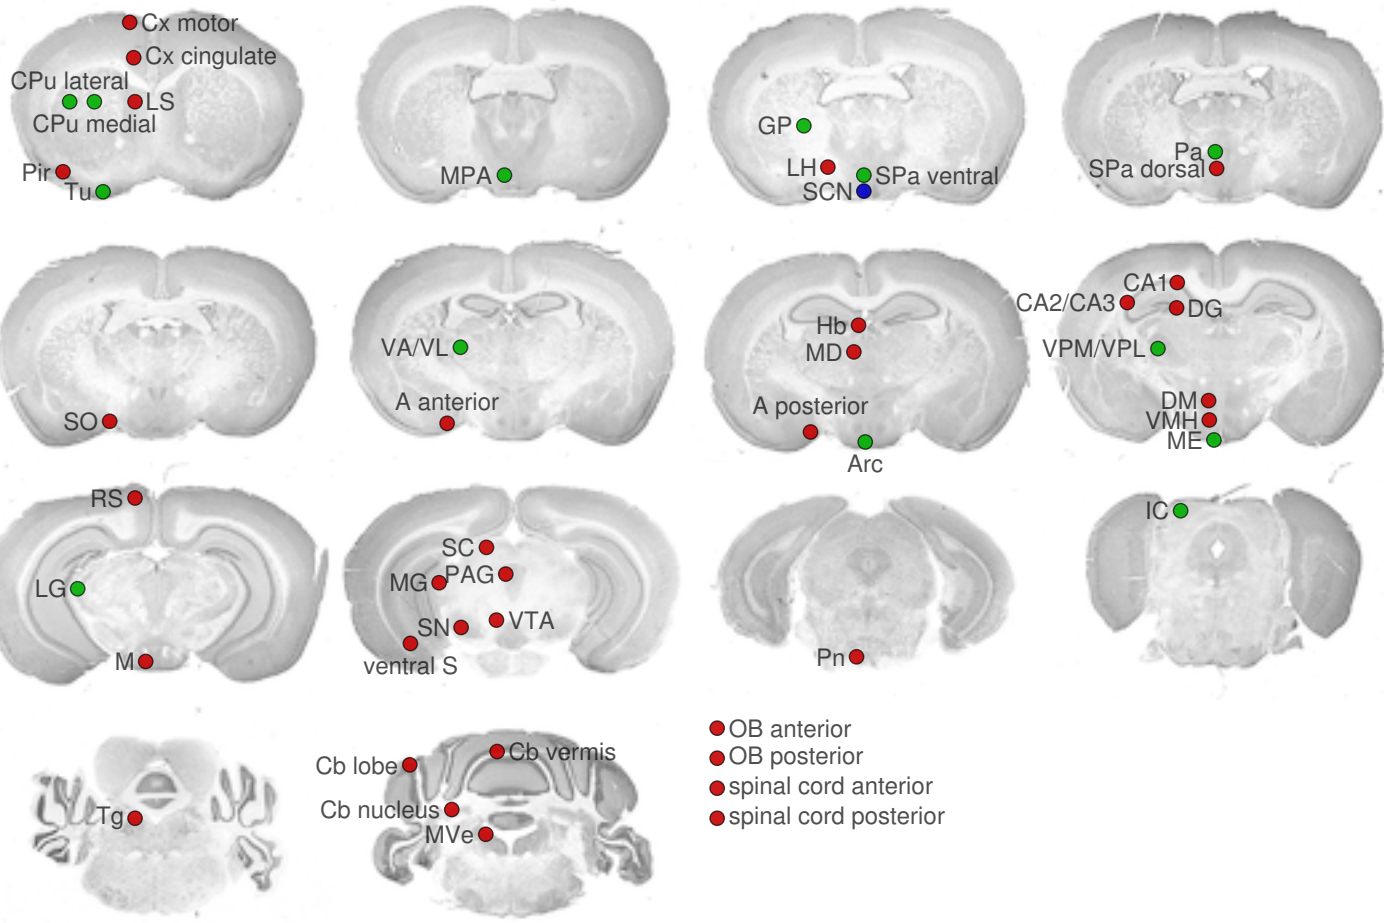 Cx motor
Cx cingulate
CPu lateral
LS
CPu medial
Pir
Tu
MPA
GP
LH
SPa ventral
SCN
Pa
SPa dorsal
SO
VA/VL
A anterior
Hb
MD
A posterior
Arc
CA1
CA2/CA3
DG
VPM/VPL
DM
VMH
ME
RS
LG
M
SC
MG
PAG
SN
VTA
ventral S
Pn
IC
Tg
Cb vermis
Cb lobe
Cb nucleus
MVe
OB anterior
OB posterior
spinal cord anterior
spinal cord posterior